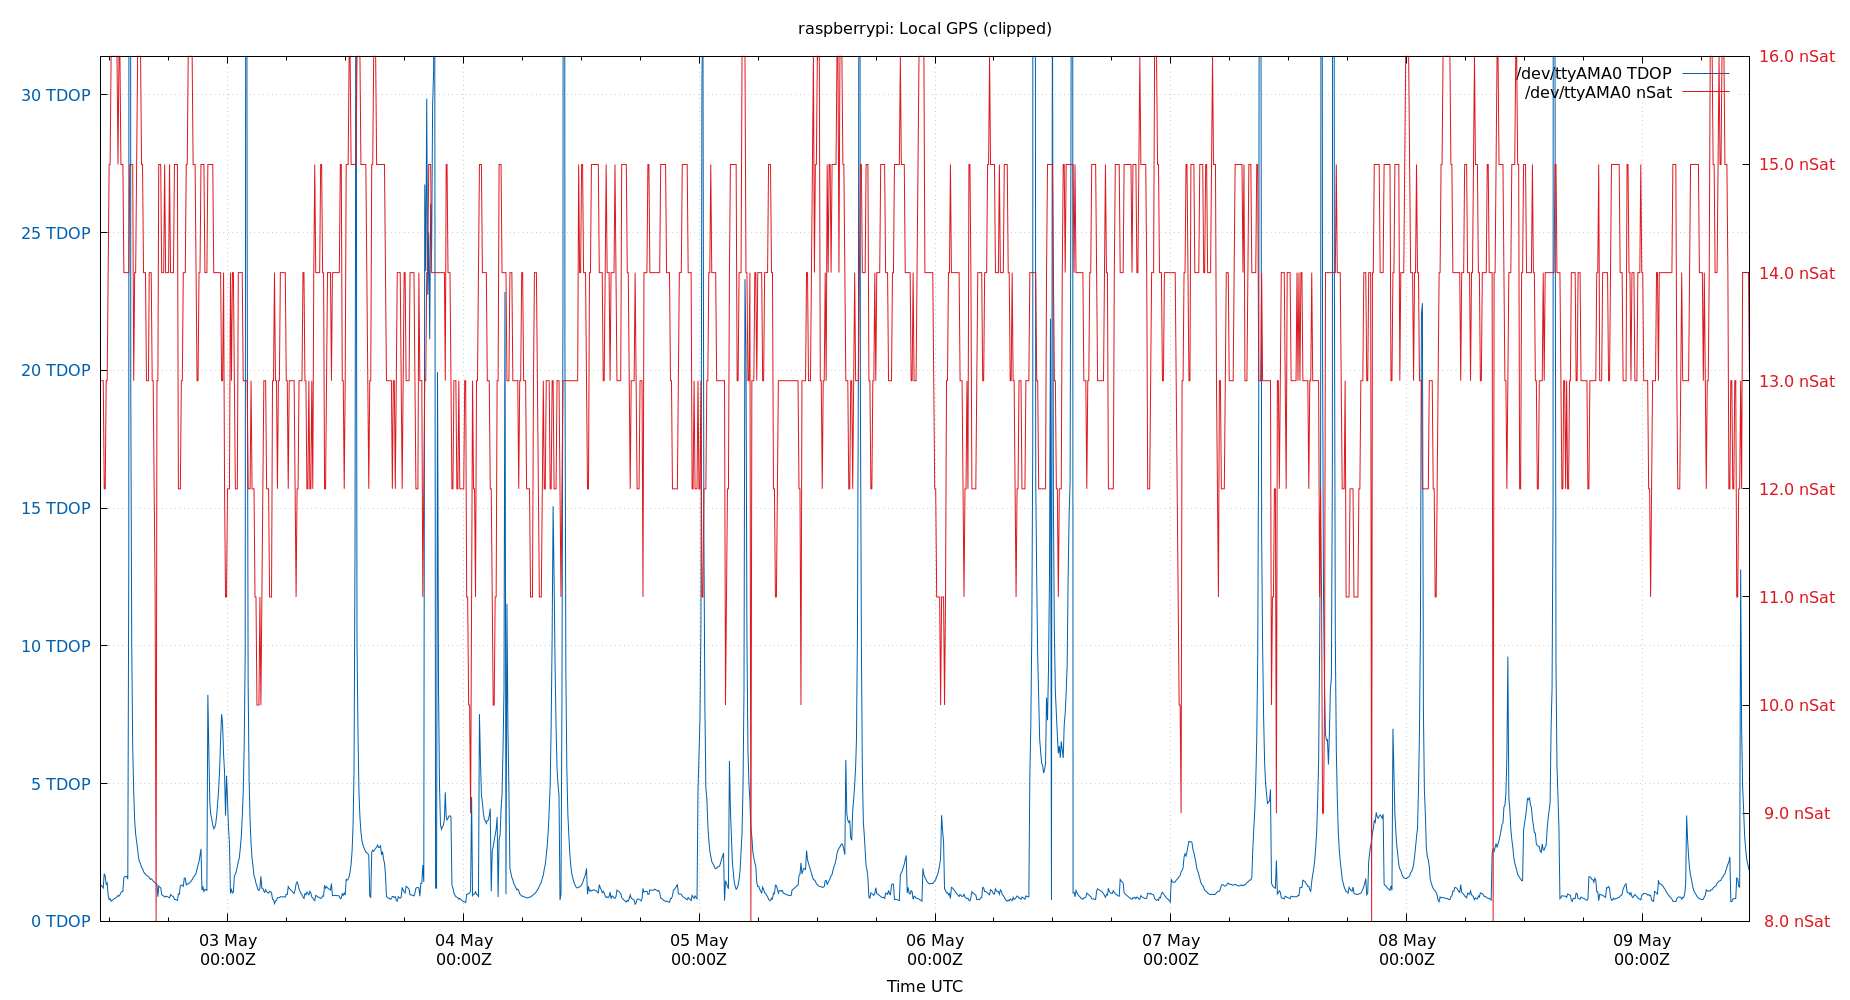 raspberrypi: Local GPS (clipped)
/dev/ttyAMA0 TDOP
/dev/ttyAMA0 nSat
30 TDOP
25 TDOP
20 TDOP
15 TDOP
10 TDOP
5 TDOP
0 TDOP
16.0 nSat
15.0 nSat
14.0 nSat
13.0 nSat
12.0 nSat
11.0 nSat
10.0 nSat
9.0 nSat
8.0 nSat
03 May
00:00Z
04 May
00:00Z
05 May
00:00Z
06 May
00:00Z
07 May
00:00Z
08 May
00:00Z
09 May
00:00Z
Time UTC